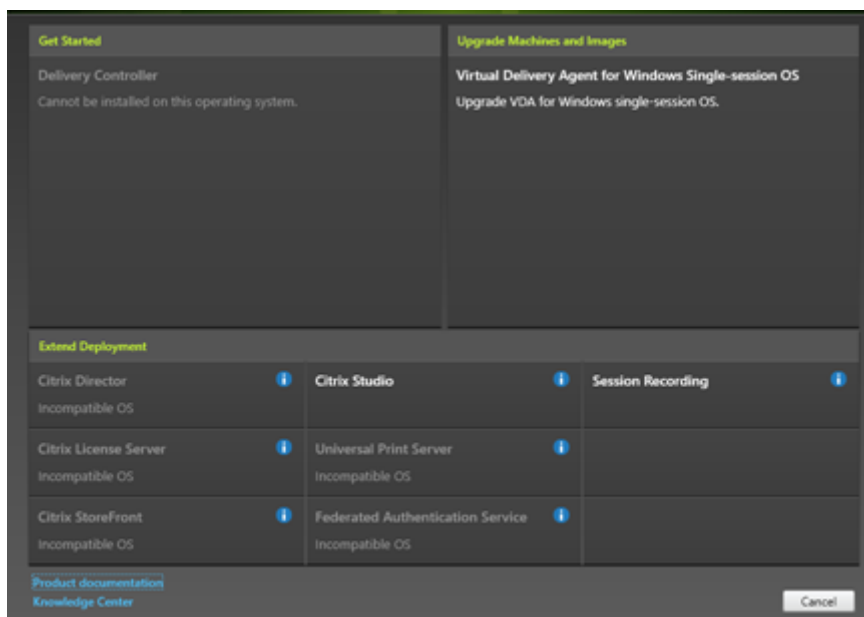 Get Started
Upgrade Machines and Images
Delivery Controller
Cannot be installed on this operating system.
Virtual Delivery Agent for Windows Single-session OS
Upgrade VDA for Windows single-session OS.
Extend Deployment
Citrix Director
Incompatible OS
Citrix Studio
Session Recording
Citrix License Server
Incompatible OS
Universal Print Server
Incompatible OS
Citrix StoreFront
Incompatible OS
Federated Authentication Service
Incompatible OS
Product documentation
Knowledge Center
Cancel